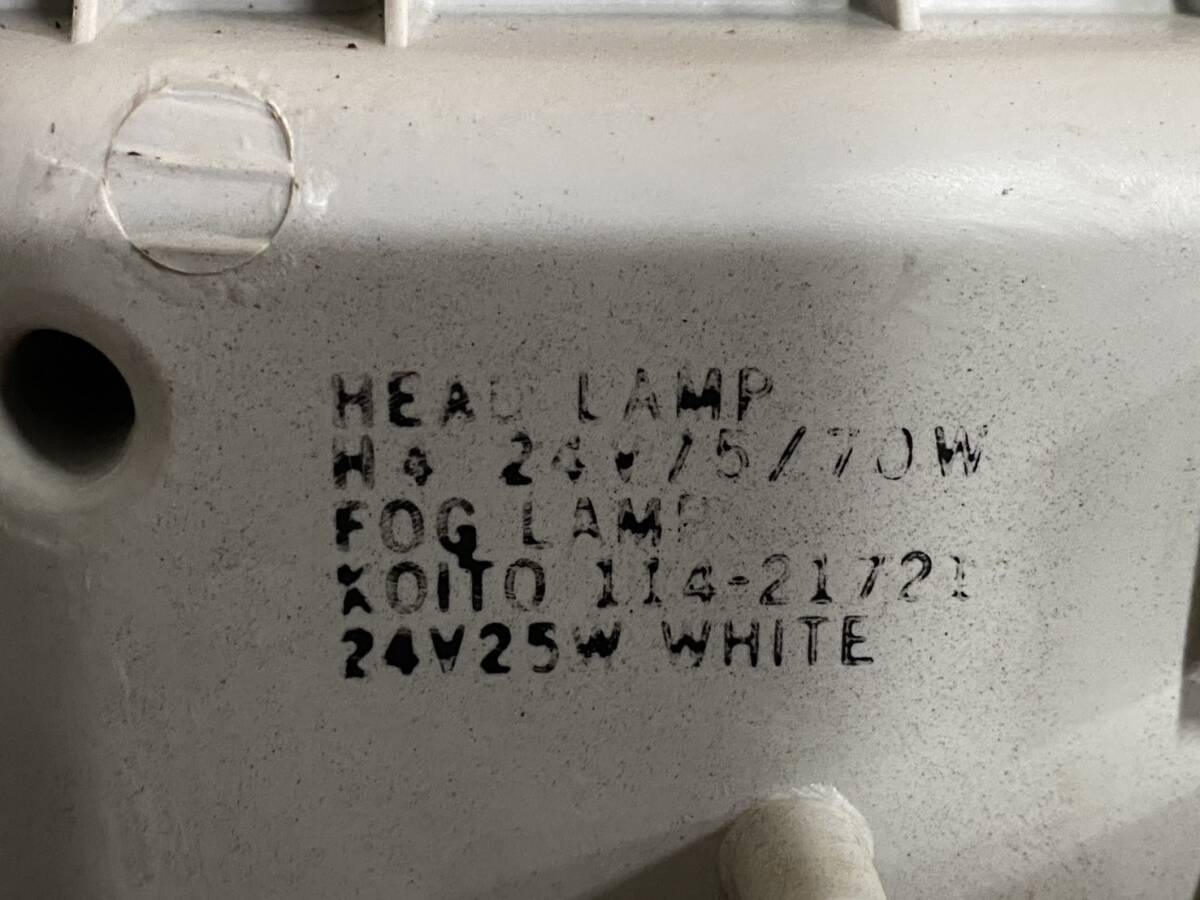 HEAD LAMP
H4 24V75/70W
FOG LAMP
KOITO 114-21721
24V25W WHITE